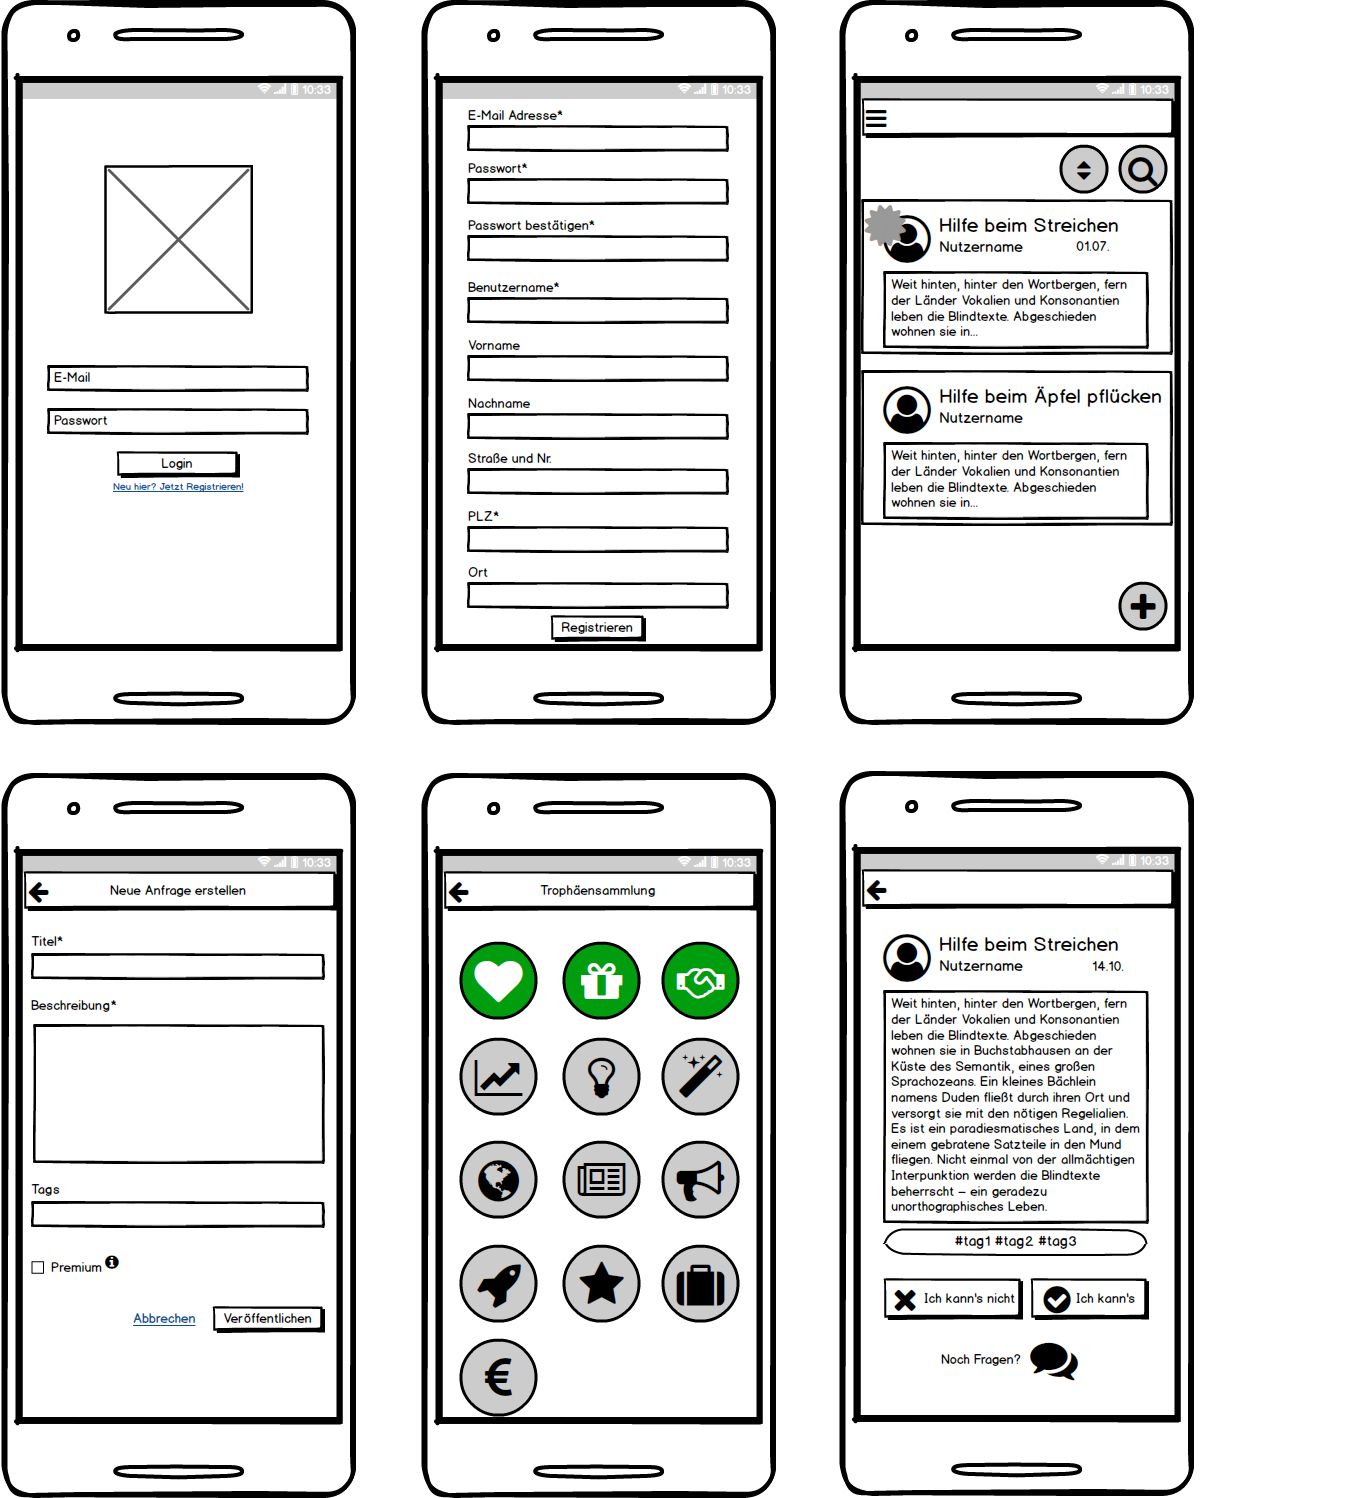 10:33
E-Mail
Passwort
Login
Neu hier? Jetzt Registrieren!
10:33
E-Mail Adresse*
Passwort*
Passwort bestätigen*
Benutzername*
Vorname
Nachname
Straße und Nr.
PLZ*
Ort
Registrieren
10:33
Hilfe beim Streichen
Nutzername 01.07.
Weit hinten, hinter den Wortbergen, fern
der Länder Vokalien und Konsonantien
leben die Blindtexte. Abgeschieden
wohnen sie in...
Hilfe beim Äpfel pflücken
Nutzername
Weit hinten, hinter den Wortbergen, fern
der Länder Vokalien und Konsonantien
leben die Blindtexte. Abgeschieden
wohnen sie in...
10:33
Neue Anfrage erstellen
Titel*
Beschreibung*
Tags
Premium
Abbrechen Veröffentlichen
10:33
Trophäensammlung
€
10:33
Hilfe beim Streichen
Nutzername 14.10.
Weit hinten, hinter den Wortbergen, fern
der Länder Vokalien und Konsonantien
leben die Blindtexte. Abgeschieden
wohnen sie in Buchstabhausen an der
Küste des Semantik, eines großen
Sprachozeans. Ein kleines Bächlein
namens Duden fließt durch ihren Ort und
versorgt sie mit den nötigen Regelialien.
Es ist ein paradiesmatisches Land, in dem
einem gebratene Satzteile in den Mund
fliegen. Nicht einmal von der allmächtigen
Interpunktion werden die Blindtexte
beherrscht – ein geradezu
unorthographisches Leben.
#tag1 #tag2 #tag3
Ich kann's nicht Ich kann's
Noch Fragen?